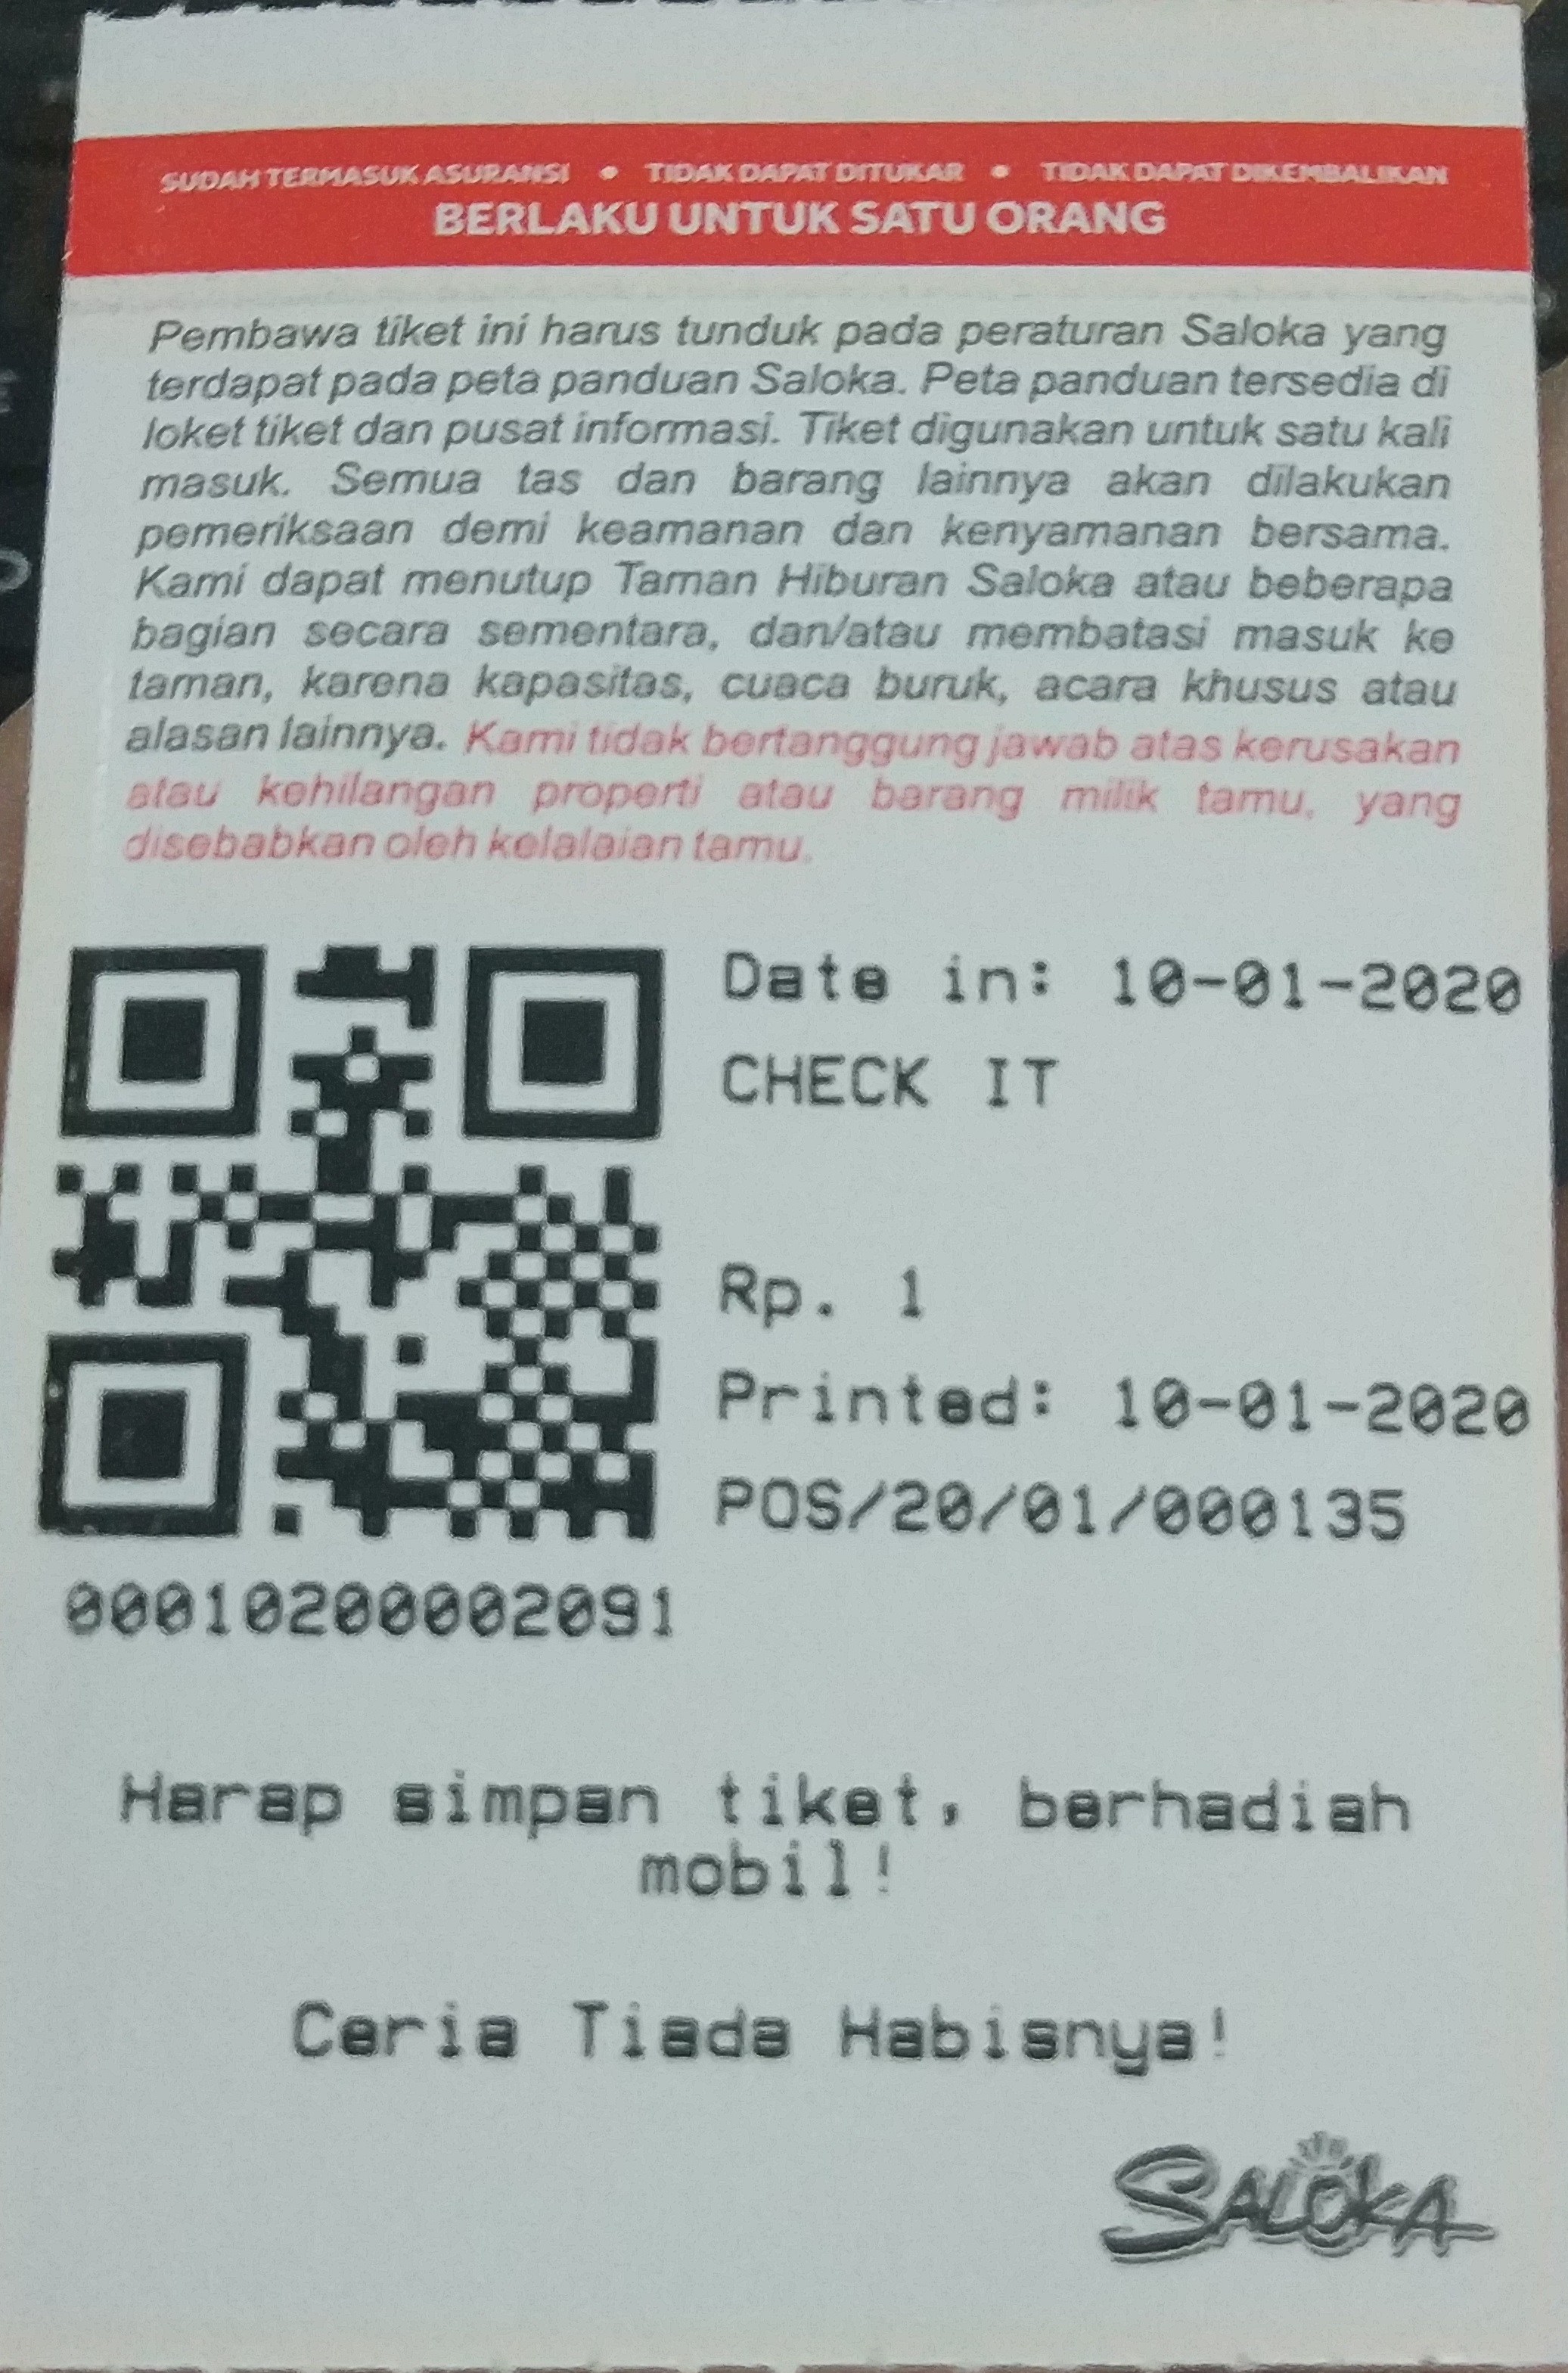 SUDAH TERMASUK ASURANSI • TIDAK DAPAT DITUKAR • TIDAK DAPAT DIKEMBALIKAN
BERLAKU UNTUK SATU ORANG
Pembawa tiket ini harus tunduk pada peraturan Saloka yang
terdapat pada peta panduan Saloka. Peta panduan tersedia di
loket tiket dan pusat informasi. Tiket digunakan untuk satu kali
masuk. Semua tas dan barang lainnya akan dilakukan
pemeriksaan demi keamanan dan kenyamanan bersama.
Kami dapat menutup Taman Hiburan Saloka atau beberapa
bagian secara sementara, dan/atau membatasi masuk ke
taman, karena kapasitas, cuaca buruk, acara khusus atau
alasan lainnya. Kami tidak bertanggung jawab atas kerusakan
atau kehilangan properti atau barang milik tamu, yang
disebabkan oleh kelalaian tamu.
Date in: 10-01-2020
CHECK IT
Rp. 1
Printed: 10-01-2020
POS/20/01/000135
00010200002091
Harap simpan tiket, berhadiah
mobil!
Ceria Tiada Habisnya!
SALOKA